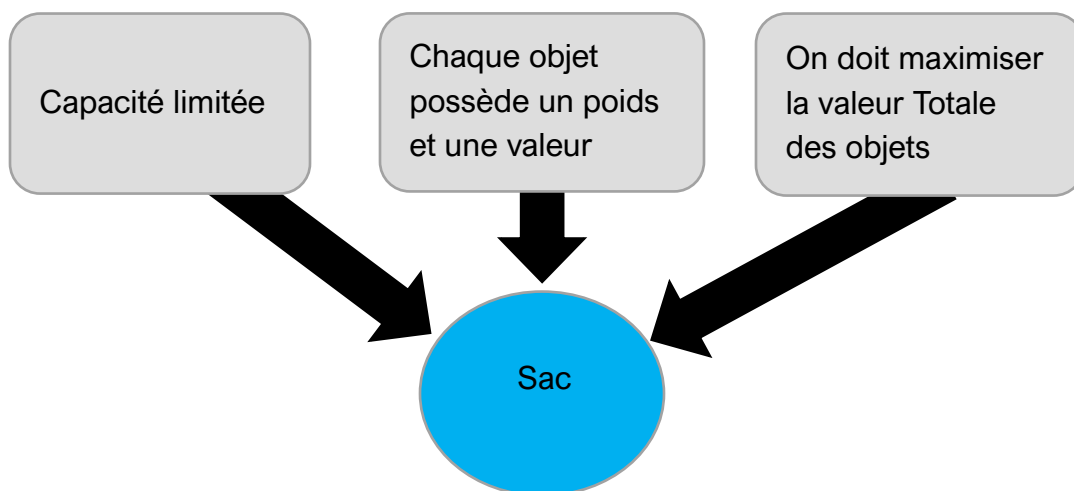 Capacité limitée
Chaque objet
possède un poids
et une valeur
On doit maximiser
la valeur Totale
des objets
Sac